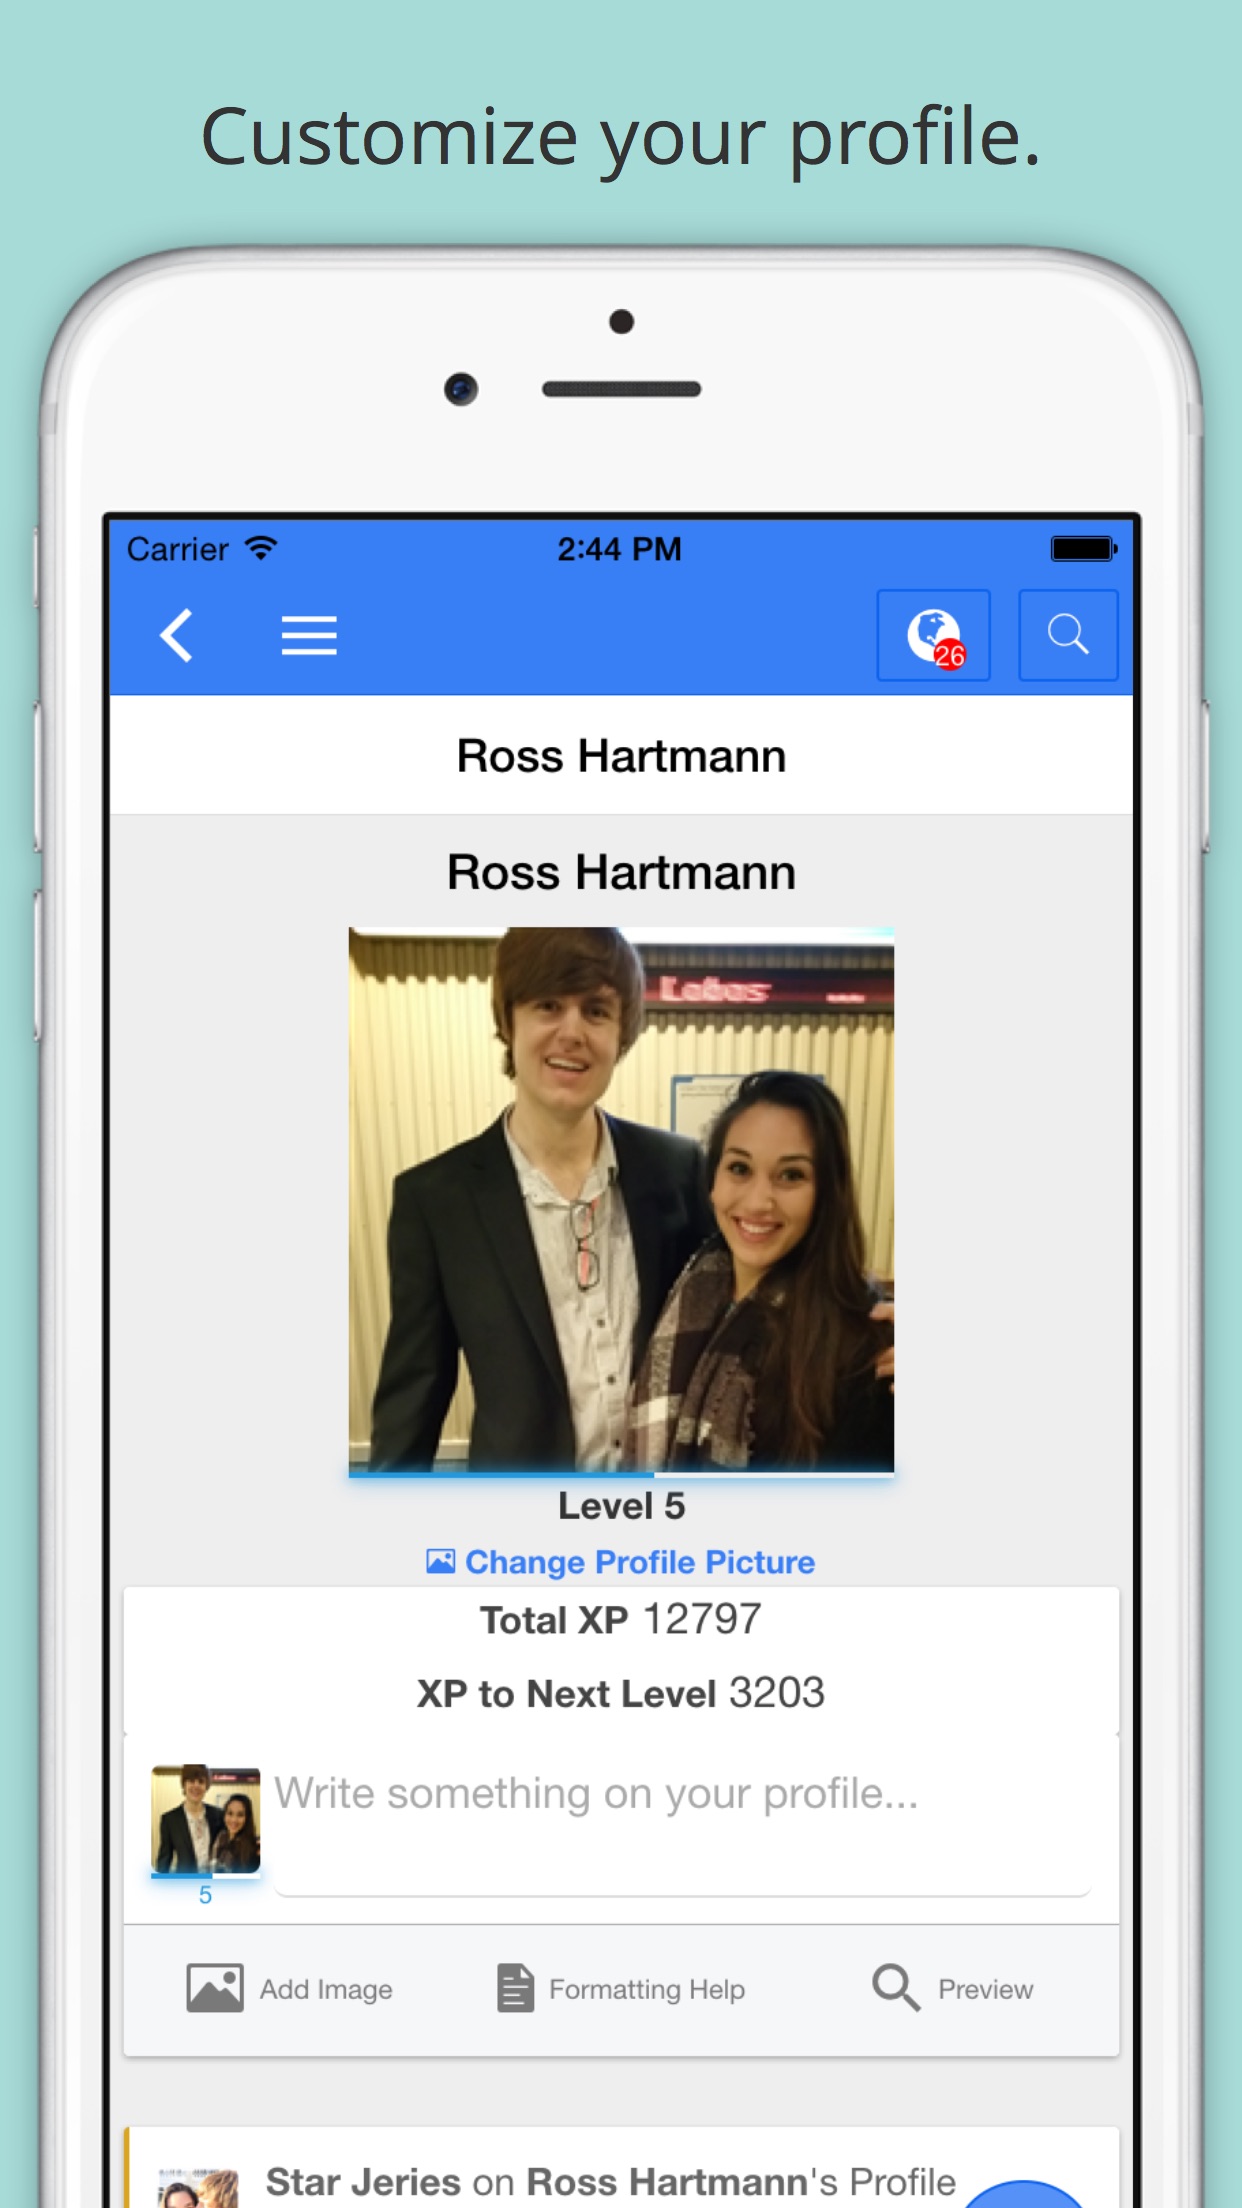 Customize your profile.
Carrier 2:44 PM
26
Ross Hartmann
Ross Hartmann
Lobos
Level 5
Change Profile Picture
Total XP 12797
XP to Next Level 3203
Write something on your profile...
5
Add Image Formatting Help Preview
Star Jeries on Ross Hartmann's Profile